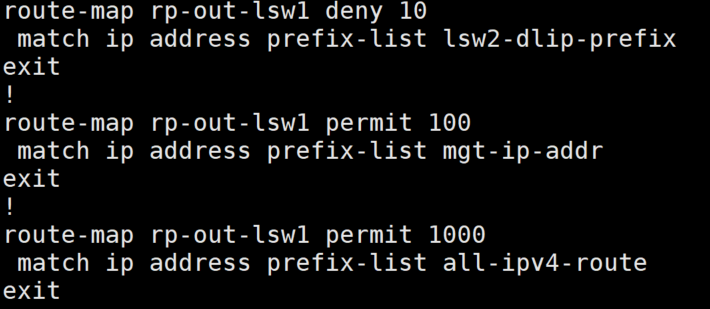 route-map rp-out-lsw1 deny 10
 match ip address prefix-list lsw2-dlip-prefix
exit
!
route-map rp-out-lsw1 permit 100
 match ip address prefix-list mgt-ip-addr
exit
!
route-map rp-out-lsw1 permit 1000
 match ip address prefix-list all-ipv4-route
exit